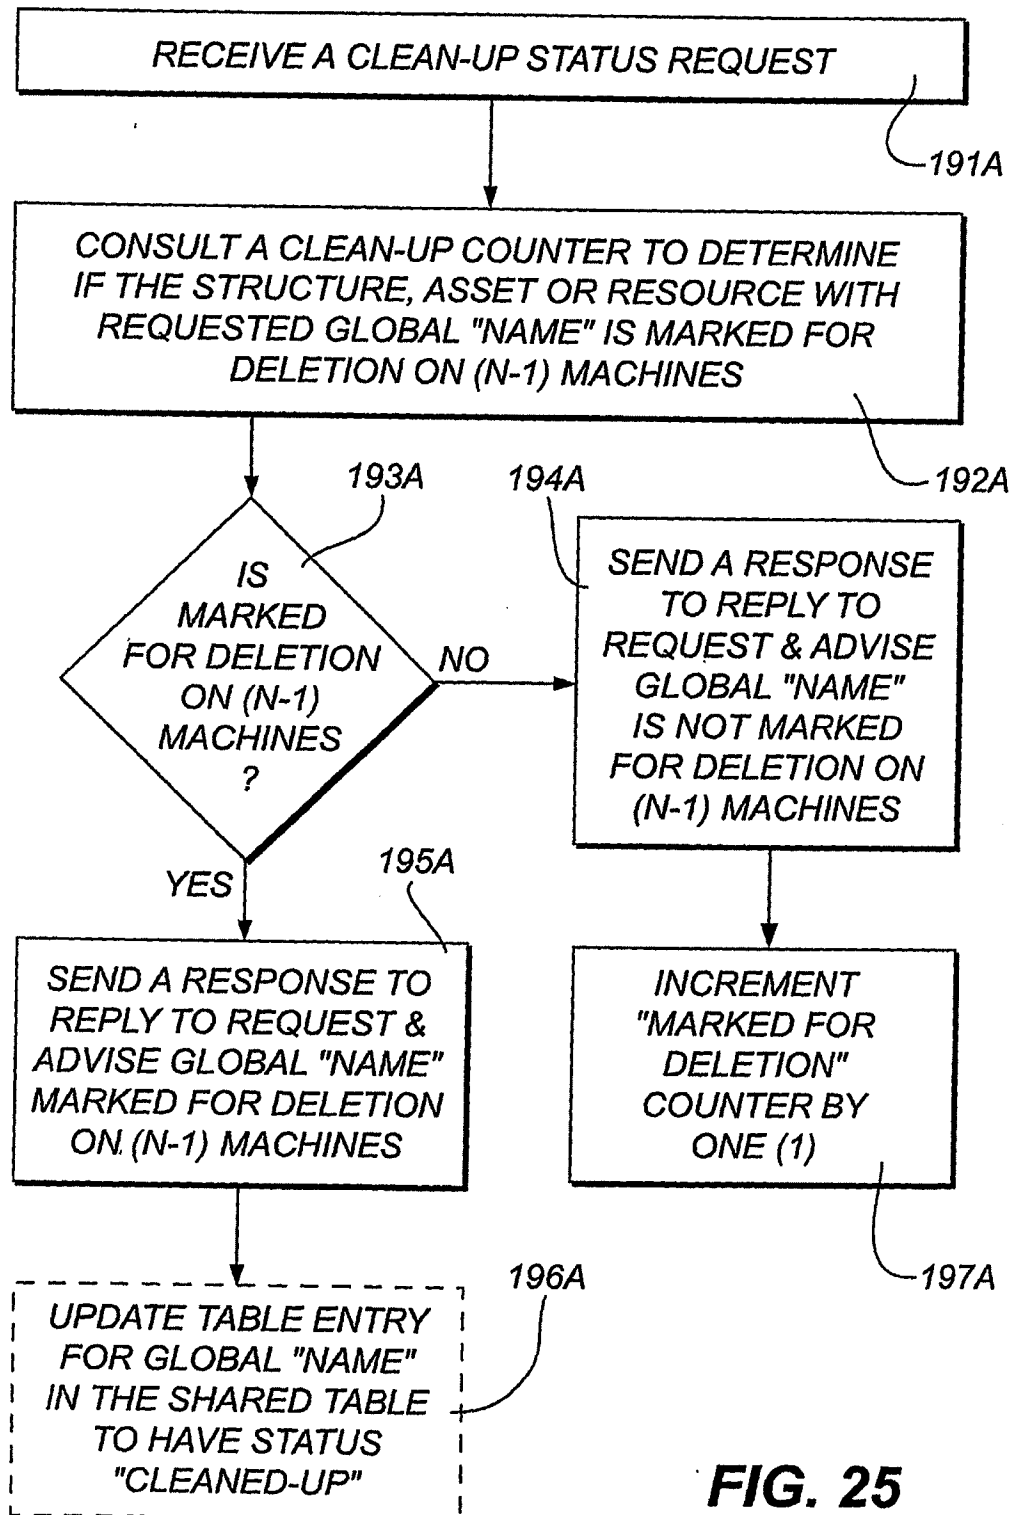 RECEIVE A CLEAN-UP STATUS REQUEST
191A
CONSULT A CLEAN-UP COUNTER TO DETERMINE
IF THE STRUCTURE, ASSET OR RESOURCE WITH
REQUESTED GLOBAL "NAME" IS MARKED FOR
DELETION ON (N-1) MACHINES
192A
193A
IS
MARKED
FOR DELETION
ON (N-1)
MACHINES
?
NO
YES
194A
SEND A RESPONSE
TO REPLY TO
REQUEST & ADVISE
GLOBAL "NAME"
IS NOT MARKED
FOR DELETION ON
(N-1) MACHINES
195A
SEND A RESPONSE TO
REPLY TO REQUEST &
ADVISE GLOBAL "NAME"
MARKED FOR DELETION
ON (N-1) MACHINES
INCREMENT
"MARKED FOR
DELETION"
COUNTER BY
ONE (1)
197A
196A
UPDATE TABLE ENTRY
FOR GLOBAL "NAME"
IN THE SHARED TABLE
TO HAVE STATUS
"CLEANED-UP"
FIG. 25